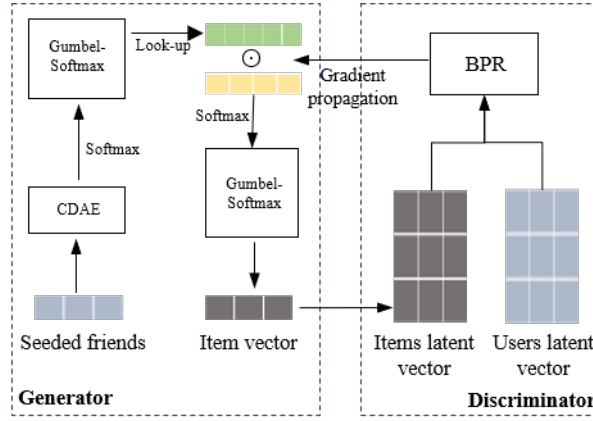 Gumbel-
Softmax
Look-up
Softmax
CDAE
Seeded friends
Softmax
Gumbel-
Softmax
Item vector
Generator
Gradient
propagation
BPR
Items latent
vector
Users latent
vector
Discriminator